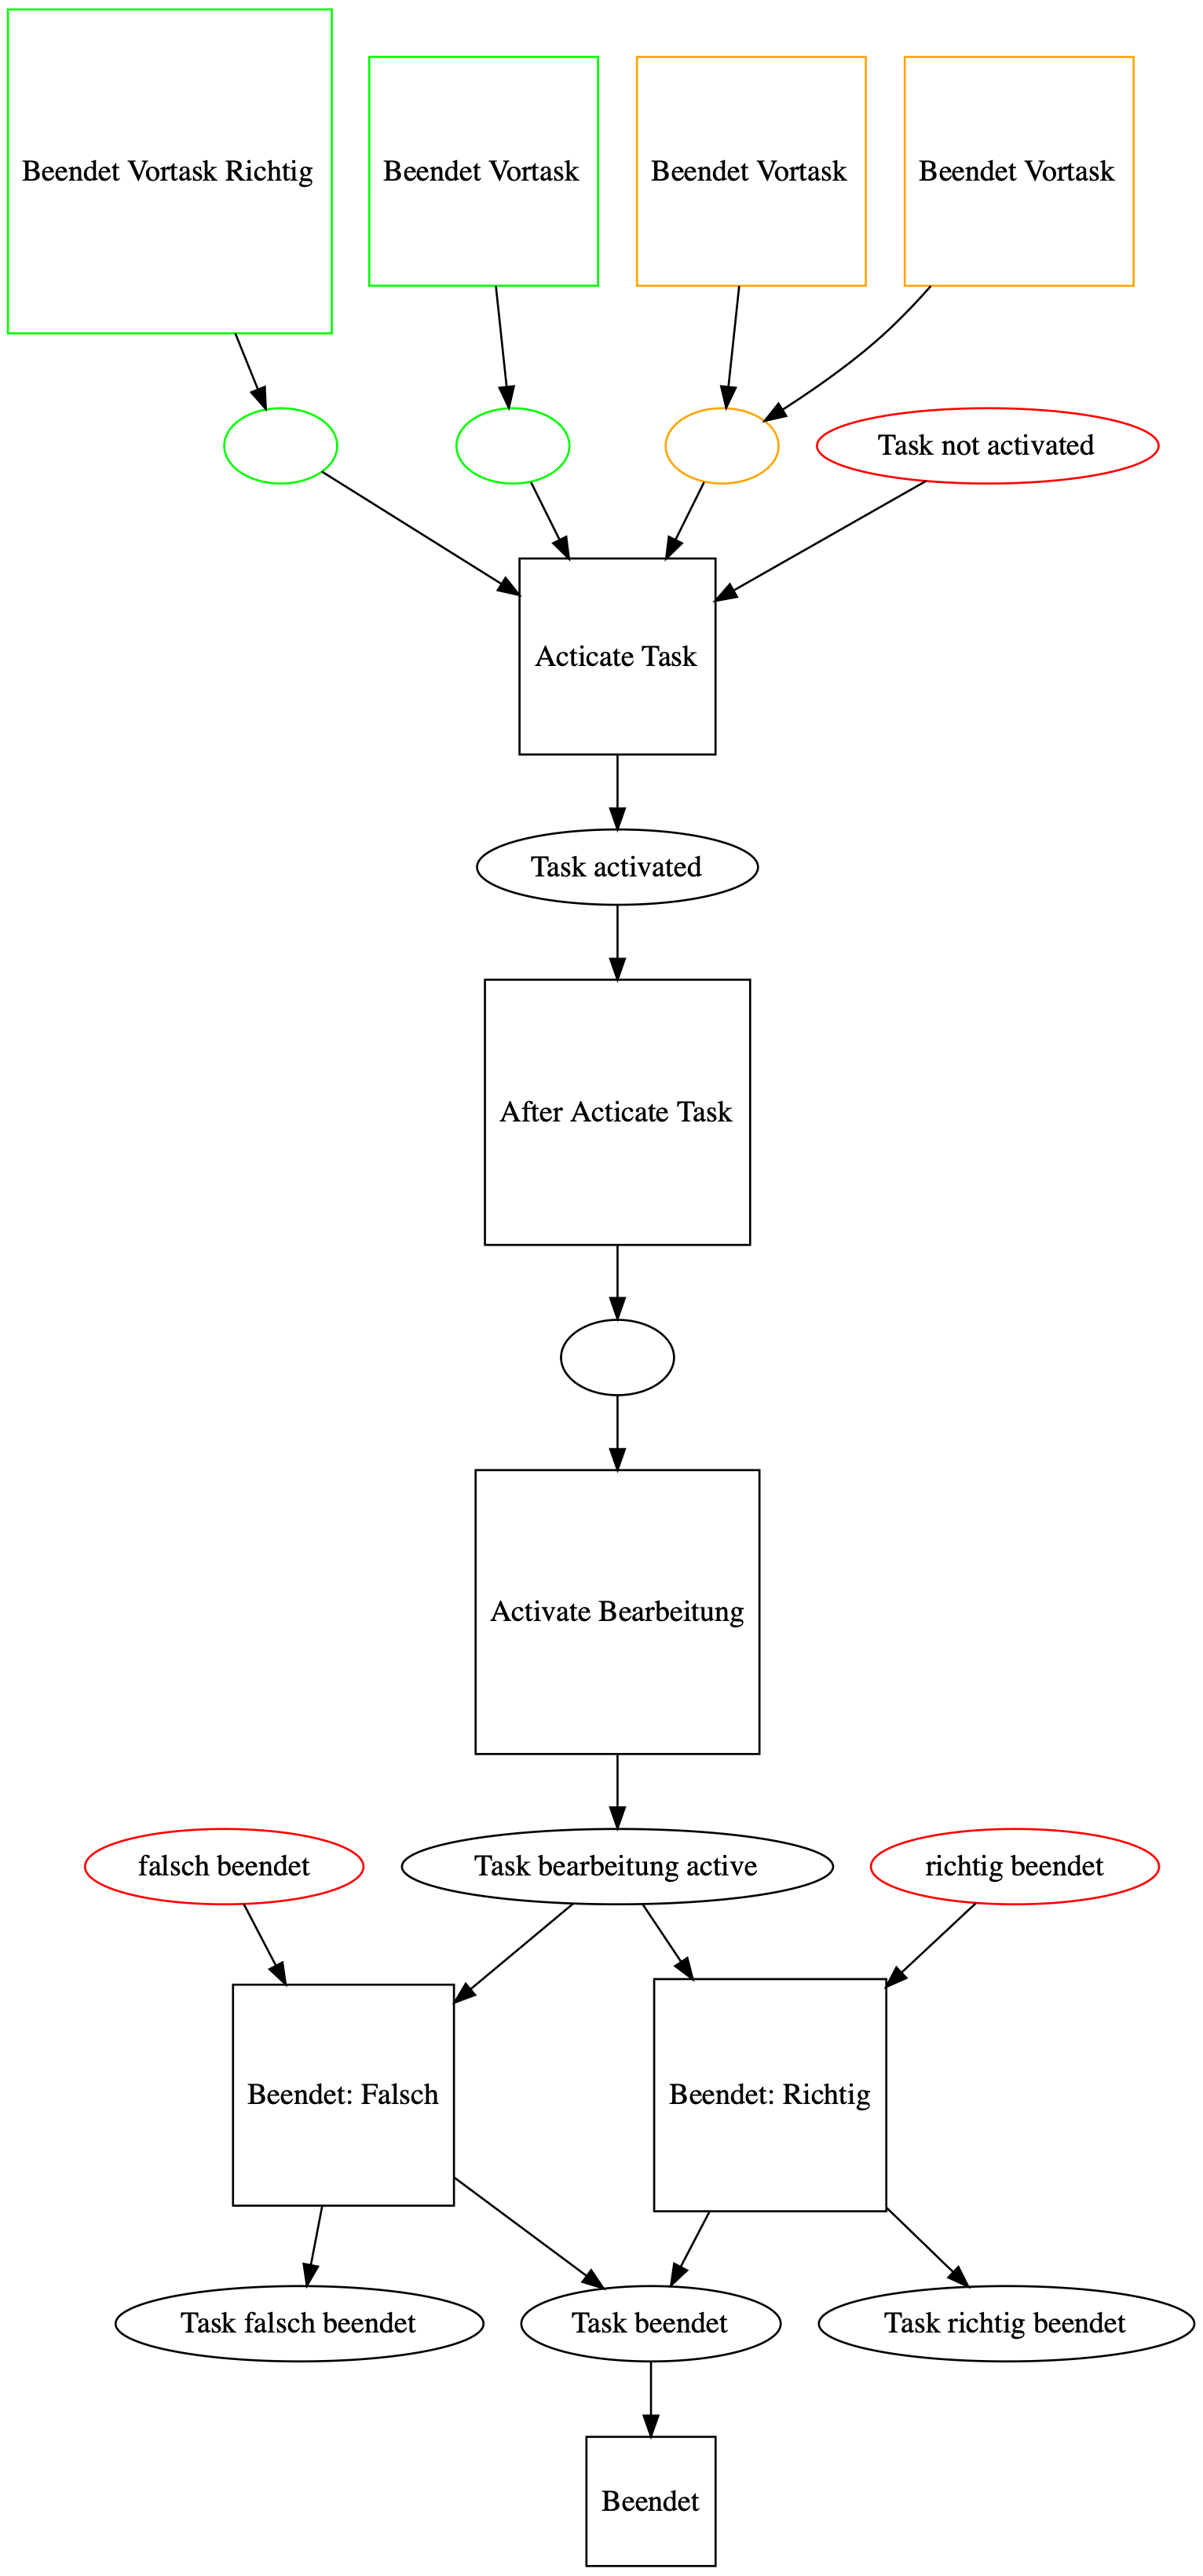 Beendet Vortask Richtig
Beendet Vortask
Beendet Vortask
Beendet Vortask
Task not activated
Acticate Task
Task activated
After Acticate Task
Activate Bearbeitung
falsch beendet
Task bearbeitung active
richtig beendet
Beendet: Falsch
Beendet: Richtig
Task falsch beendet
Task beendet
Task richtig beendet
Beendet